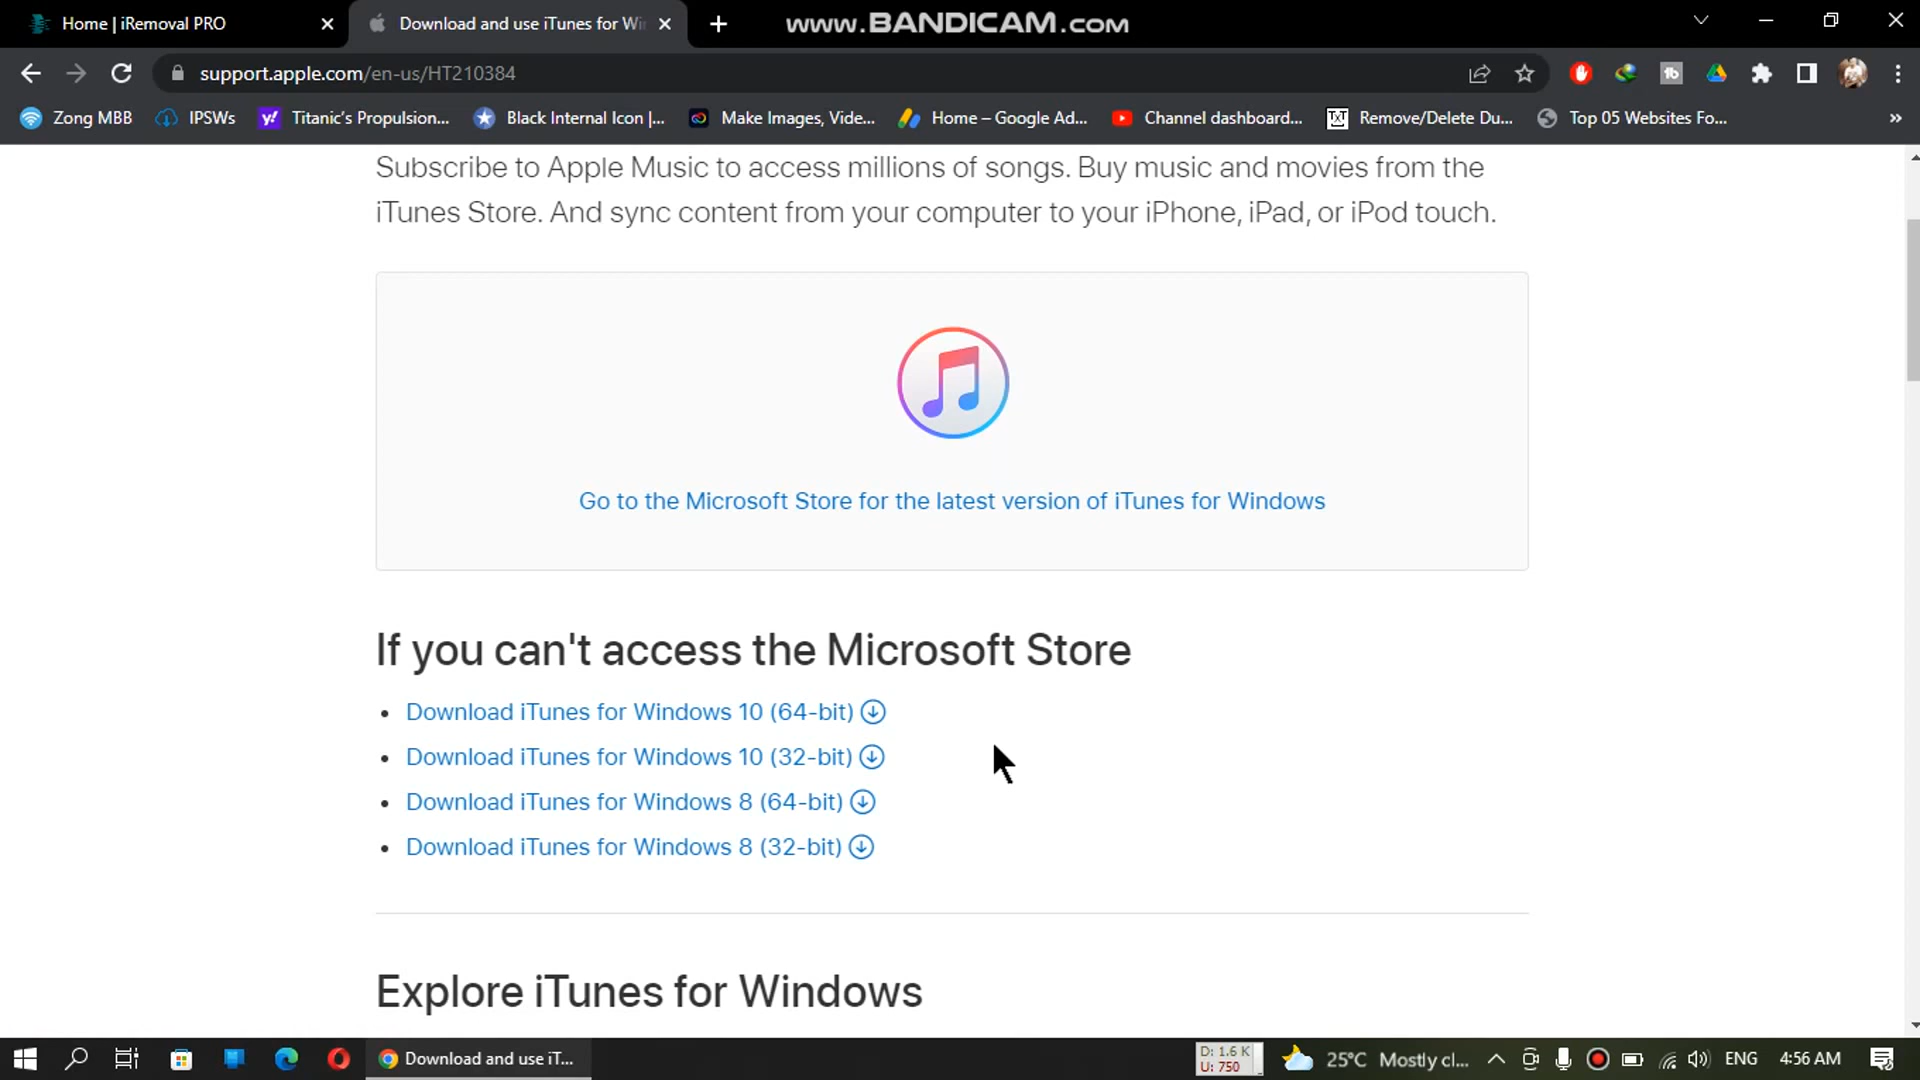 Home | iRemoval PRO
Download and use iTunes for Wi
www.BANDICAM.com
support.apple.com/en-us/HT210384
Zong MBB
IPSWs
Titanic's Propulsion...
Black Internal Icon |...
Make Images, Vide...
Home – Google Ad...
Channel dashboard...
Remove/Delete Du...
Top 05 Websites Fo...
Subscribe to Apple Music to access millions of songs. Buy music and movies from the
iTunes Store. And sync content from your computer to your iPhone, iPad, or iPod touch.
Go to the Microsoft Store for the latest version of iTunes for Windows
If you can't access the Microsoft Store
Download iTunes for Windows 10 (64-bit)
Download iTunes for Windows 10 (32-bit)
Download iTunes for Windows 8 (64-bit)
Download iTunes for Windows 8 (32-bit)
Explore iTunes for Windows
Download and use iT...
D: 1.6 K
U: 750
25°C Mostly cl...
ENG
4:56 AM